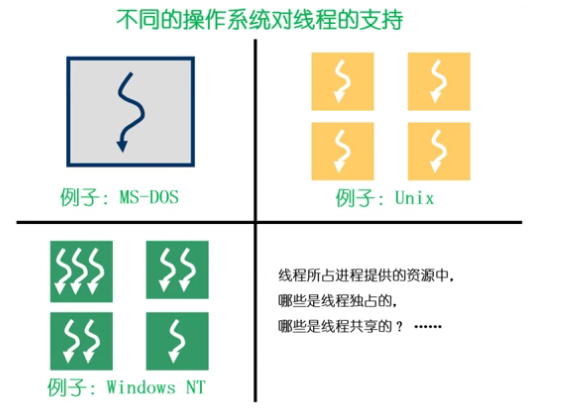 不同的操作系统对线程的支持
例子：MS-DOS
例子：Unix
例子：Windows NT
线程所占进程提供的资源中，
哪些是线程独占的，
哪些是线程共享的？ ······